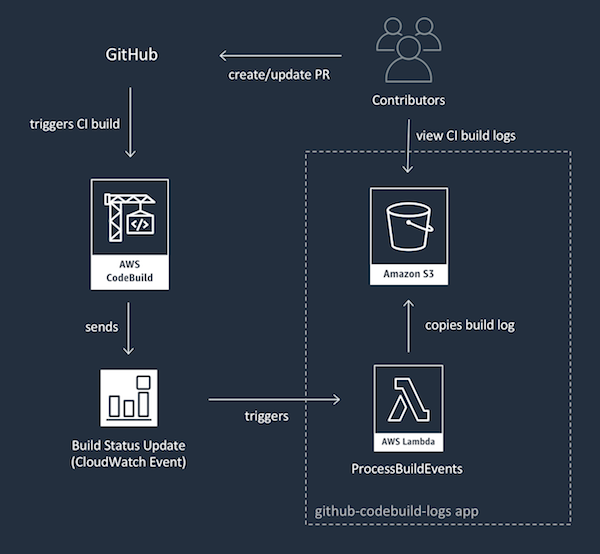 GitHub
create/update PR
Contributors
triggers CI build
view CI build logs
</>
AWS
CodeBuild
Amazon S3
sends
copies build log
triggers
AWS Lambda
Build Status Update
(CloudWatch Event)
ProcessBuildEvents
github-codebuild-logs app